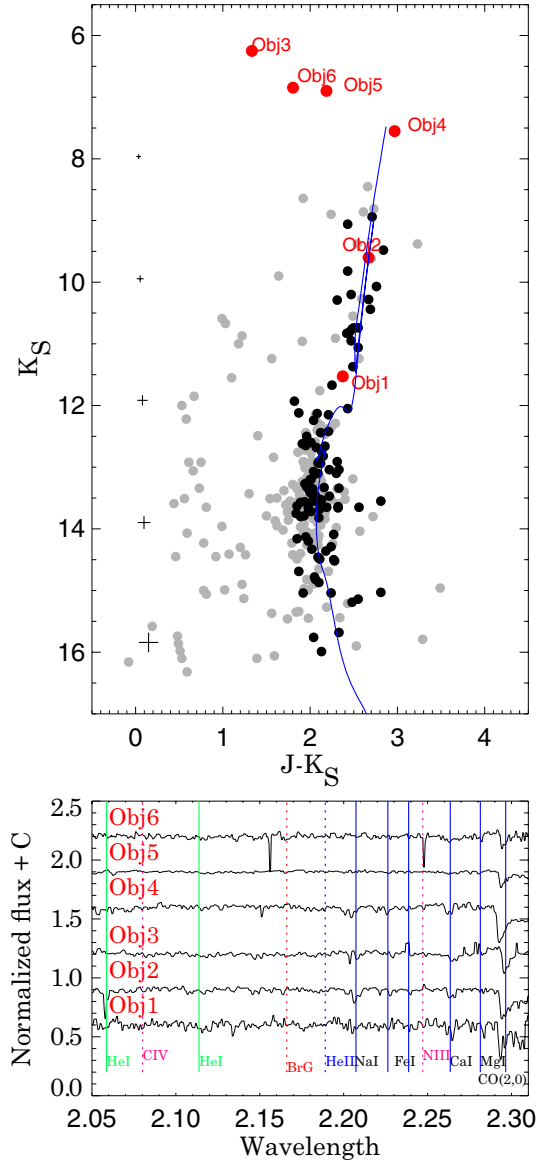 6
8
10
12
14
16
K_S
Obj3
Obj6
Obj5
Obj4
Obj2
Obj1
0 1 2 3 4
J-K_S
2.5
2.0
1.5
1.0
0.5
0.0
Normalized flux + C
Obj6
Obj5
Obj4
Obj3
Obj2
Obj1
HeI
CIV
HeI
BrG
HeII
NaI
FeI
NIII
CaI
MgI
CO(2,0)
2.05 2.10 2.15 2.20 2.25 2.30
Wavelength